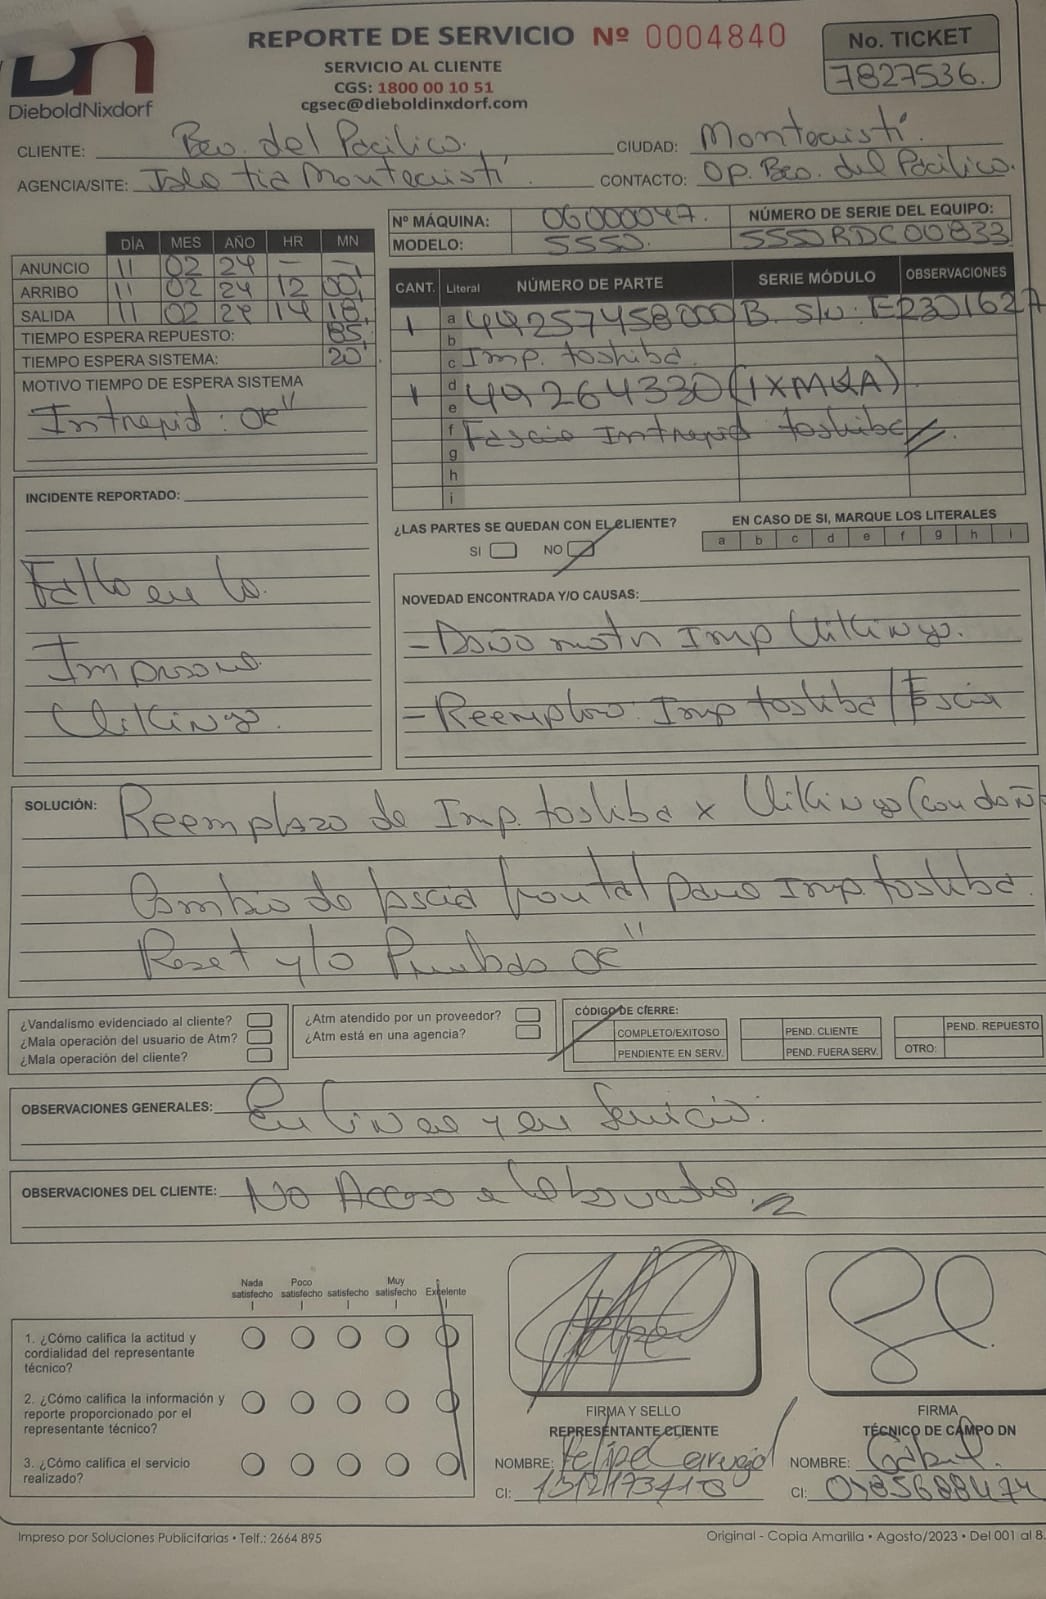 REPORTE DE SERVICIO Nº 0004840
No. TICKET
7827536.
SERVICIO AL CLIENTE
CGS: 1800 00 10 51
cgsec@dieboldinxdorf.com
DieboldNixdorf
CLIENTE: Bco. del Pacifico.
CIUDAD: Montecristi.
AGENCIA/SITE: Isla tia Montecristi
CONTACTO: Op. Bco. del Pacifico.
Nº MÁQUINA: 06000047.
NÚMERO DE SERIE DEL EQUIPO:
MODELO: 5550.
5550RDC00833
DÍA MES AÑO HR MN
ANUNCIO 11 02 24 — —
ARRIBO 11 02 24 12 00
SALIDA 11 02 24 14 18
TIEMPO ESPERA REPUESTO: 85'
TIEMPO ESPERA SISTEMA: 20'
MOTIVO TIEMPO DE ESPERA SISTEMA
Intrepid: OK"
CANT. Literal NÚMERO DE PARTE SERIE MÓDULO OBSERVACIONES
1 a 44257458000B. S/N: E2301627
b
c Imp. toshiba.
1 d 49264330 (1XMKA)
e
f Fascia Intrepid toshiba
g
h
i
¿LAS PARTES SE QUEDAN CON EL CLIENTE?
SI NO
EN CASO DE SI, MARQUE LOS LITERALES
a b c d e f g h i
INCIDENTE REPORTADO:
Fallo en la
Impresora
Vikingo.
NOVEDAD ENCONTRADA Y/O CAUSAS:
- Daño motor Imp Vikingo.
- Reemplazo: Imp toshiba / Fascia
SOLUCIÓN: Reemplazo de Imp. toshiba x Vikingo (con daño
Cambio de fascia frontal para Imp. toshiba.
Reset y/o Pruebas OK"
¿Vandalismo evidenciado al cliente?
¿Mala operación del usuario de Atm?
¿Mala operación del cliente?
¿Atm atendido por un proveedor?
¿Atm está en una agencia?
CÓDIGO DE CIERRE:
COMPLETO/EXITOSO PEND. CLIENTE PEND. REPUESTO
PENDIENTE EN SERV. PEND. FUERA SERV. OTRO:
OBSERVACIONES GENERALES: En linea y en Servicio.
OBSERVACIONES DEL CLIENTE: No Acceso a
Nada satisfecho Poco satisfecho satisfecho Muy satisfecho Excelente
1. ¿Cómo califica la actitud y
cordialidad del representante
técnico?
2. ¿Cómo califica la información y
reporte proporcionado por el
representante técnico?
3. ¿Cómo califica el servicio
realizado?
FIRMA Y SELLO
REPRESENTANTE CLIENTE
NOMBRE: Felipe
CI: 1312173410
FIRMA
TÉCNICO DE CAMPO DN
NOMBRE: Gabriel.
CI: 0985688474
Impreso por Soluciones Publicitarias • Telf.: 2664 895
Original - Copia Amarilla • Agosto/2023 • Del 001 al 8.